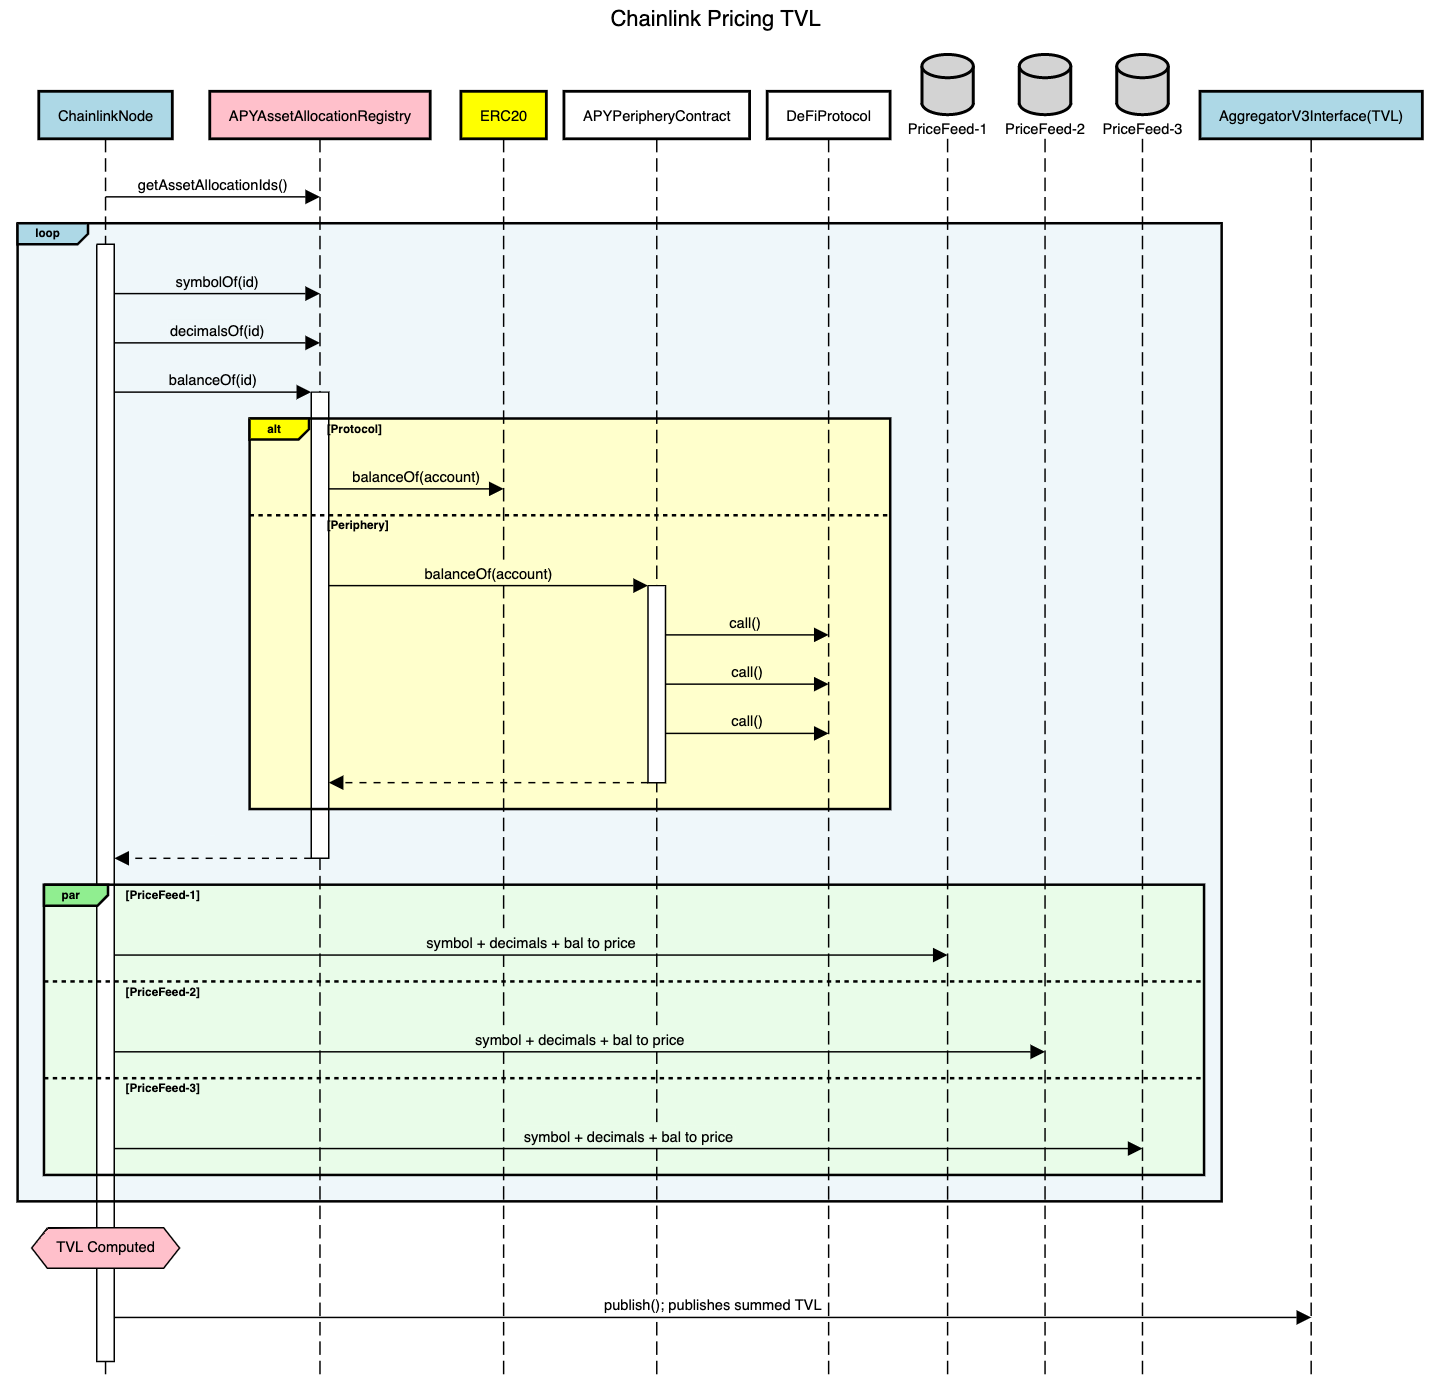 Chainlink Pricing TVL
ChainlinkNode
APYAssetAllocationRegistry
ERC20
APYPeripheryContract
DeFiProtocol
PriceFeed-1
PriceFeed-2
PriceFeed-3
AggregatorV3Interface(TVL)
getAssetAllocationIds()
loop
symbolOf(id)
decimalsOf(id)
balanceOf(id)
alt
[Protocol]
balanceOf(account)
[Periphery]
balanceOf(account)
call()
call()
call()
par
[PriceFeed-1]
symbol + decimals + bal to price
[PriceFeed-2]
symbol + decimals + bal to price
[PriceFeed-3]
symbol + decimals + bal to price
TVL Computed
publish(); publishes summed TVL